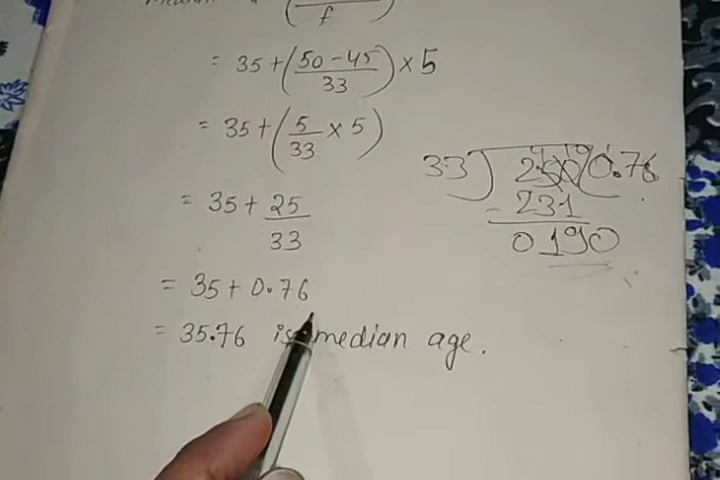 f
= 35 + (50 - 45 / 33) × 5
= 35 + (5 / 33 × 5)
= 35 + 25 / 33
= 35 + 0.76
= 35.76 is median age.
33 ) 250 ( 0.76
- 231
0190